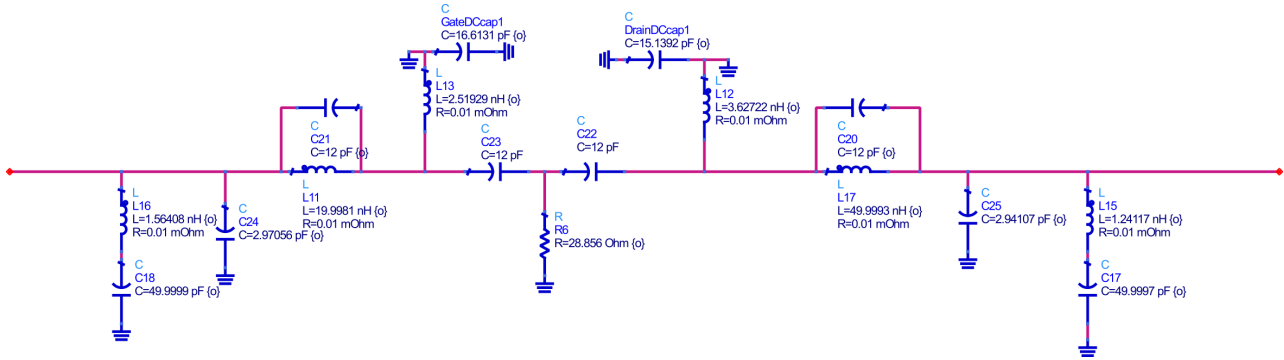 C
GateDCcap1
C=16.6131 pF {o}
C
DrainDCcap1
C=15.1392 pF {o}
L
L13
L=2.51929 nH {o}
R=0.01 mOhm
L
L12
L=3.62722 nH {o}
R=0.01 mOhm
C
C21
C=12 pF {o}
C
C23
C=12 pF
C
C22
C=12 pF
C
C20
C=12 pF {o}
L
L16
L=1.56408 nH {o}
R=0.01 mOhm
C
C24
C=2.97056 pF {o}
L
L11
L=19.9981 nH {o}
R=0.01 mOhm
R
R6
R=28.856 Ohm {o}
L
L17
L=49.9993 nH {o}
R=0.01 mOhm
C
C25
C=2.94107 pF {o}
L
L15
L=1.24117 nH {o}
R=0.01 mOhm
C
C18
C=49.9999 pF {o}
C
C17
C=49.9997 pF {o}